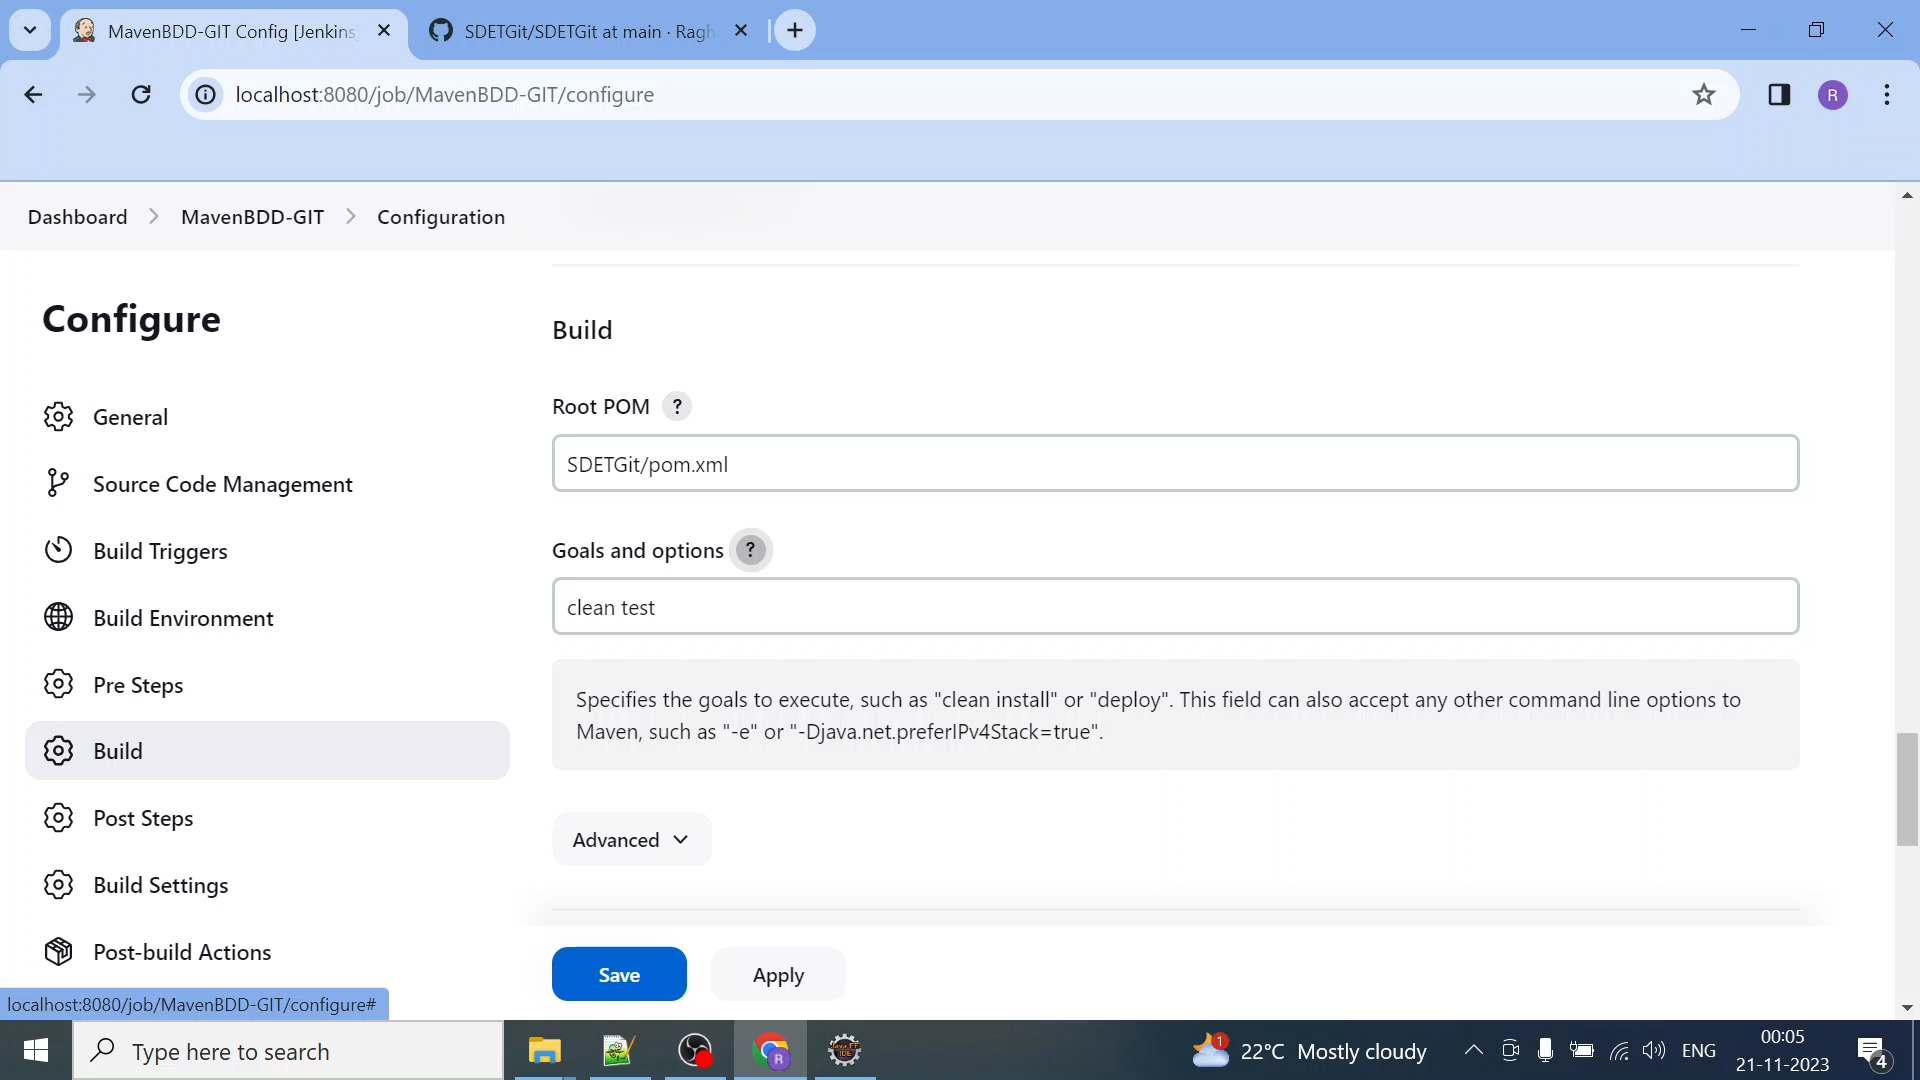 MavenBDD-GIT Config [Jenkins]
SDETGit/SDETGit at main · Ragh
localhost:8080/job/MavenBDD-GIT/configure
R
Dashboard > MavenBDD-GIT > Configuration
Configure
General
Source Code Management
Build Triggers
Build Environment
Pre Steps
Build
Post Steps
Build Settings
Post-build Actions
Build
Root POM ?
SDETGit/pom.xml
Goals and options ?
clean test
Specifies the goals to execute, such as "clean install" or "deploy". This field can also accept any other command line options to
Maven, such as "-e" or "-Djava.net.preferIPv4Stack=true".
Advanced
Save
Apply
localhost:8080/job/MavenBDD-GIT/configure#
Type here to search
R
1
22°C Mostly cloudy
ENG
00:05
21-11-2023
4